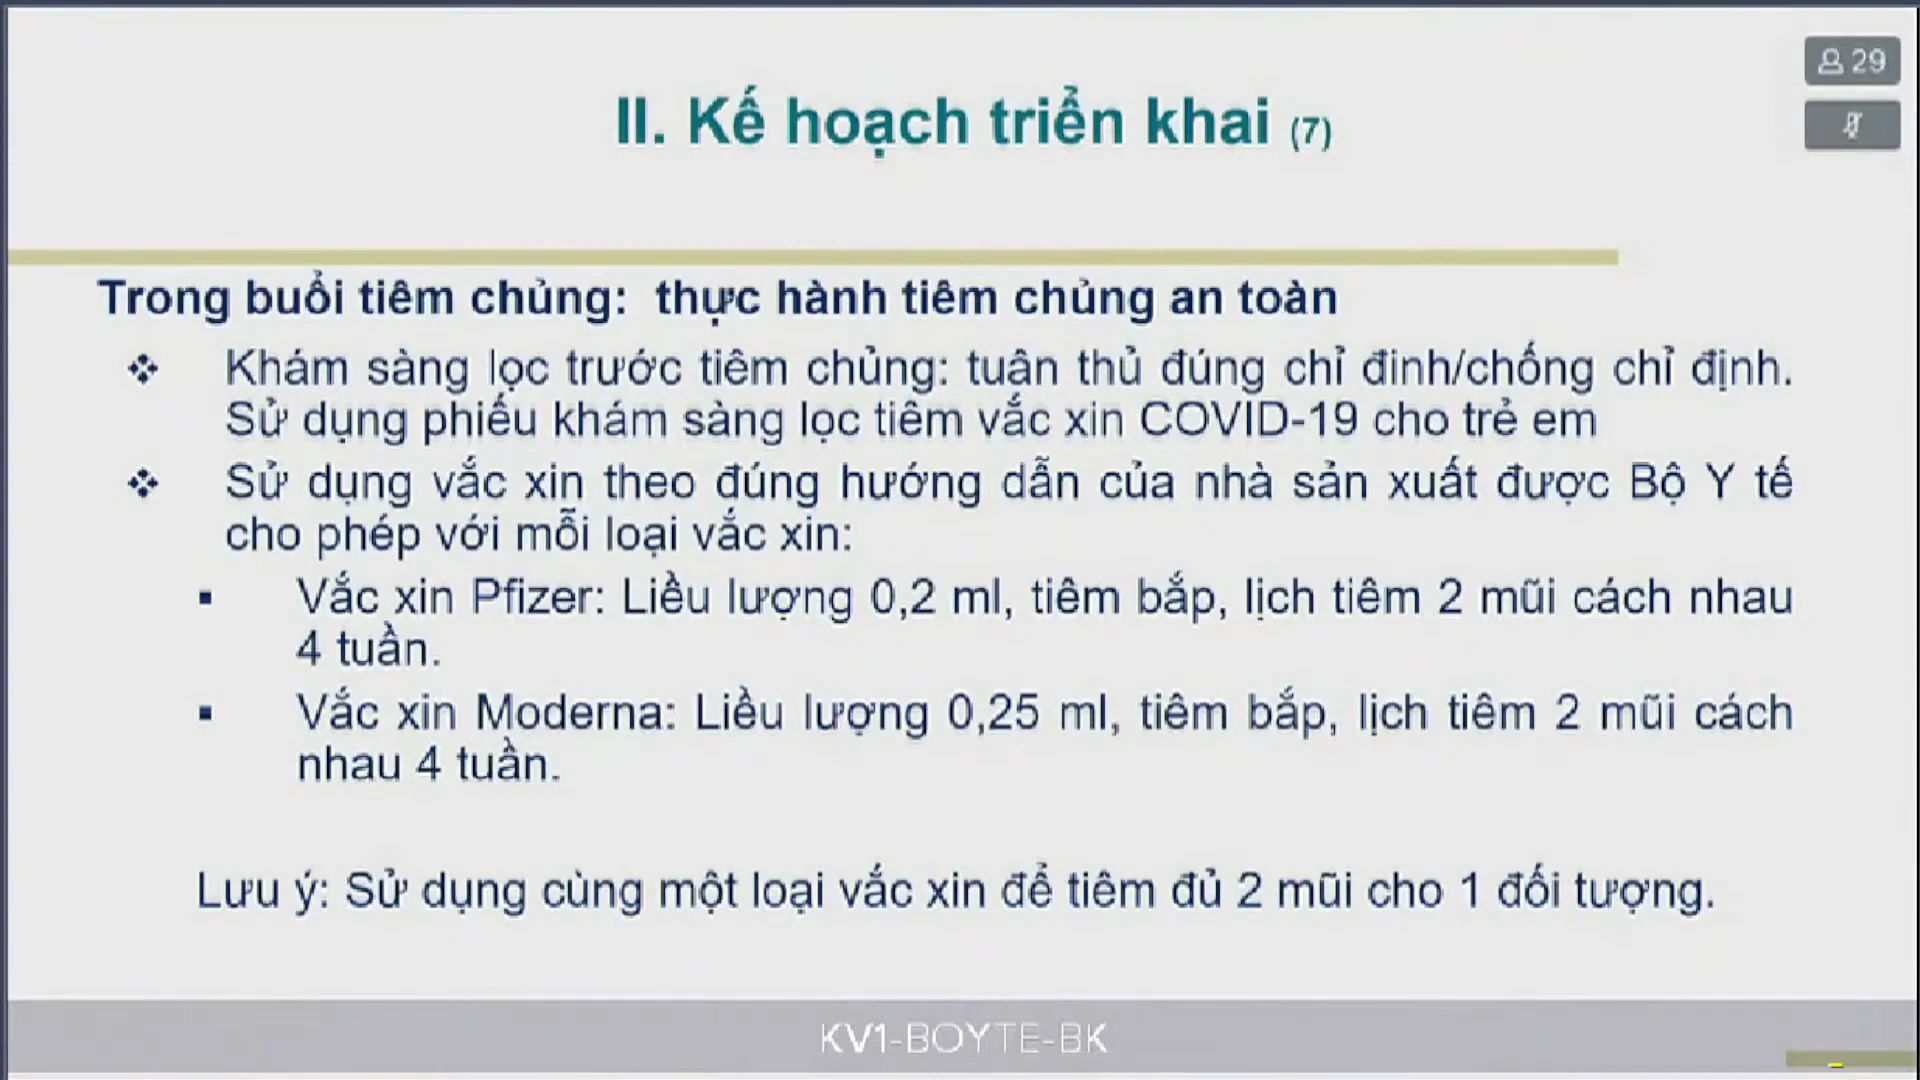 29
II. Kế hoạch triển khai (7)
Trong buổi tiêm chủng: thực hành tiêm chủng an toàn
Khám sàng lọc trước tiêm chủng: tuân thủ đúng chỉ đinh/chống chỉ định.
Sử dụng phiếu khám sàng lọc tiêm vắc xin COVID-19 cho trẻ em
Sử dụng vắc xin theo đúng hướng dẫn của nhà sản xuất được Bộ Y tế
cho phép với mỗi loại vắc xin:
Vắc xin Pfizer: Liều lượng 0,2 ml, tiêm bắp, lịch tiêm 2 mũi cách nhau
4 tuần.
Vắc xin Moderna: Liều lượng 0,25 ml, tiêm bắp, lịch tiêm 2 mũi cách
nhau 4 tuần.
Lưu ý: Sử dụng cùng một loại vắc xin để tiêm đủ 2 mũi cho 1 đối tượng.
KV1-BOYTE-BK